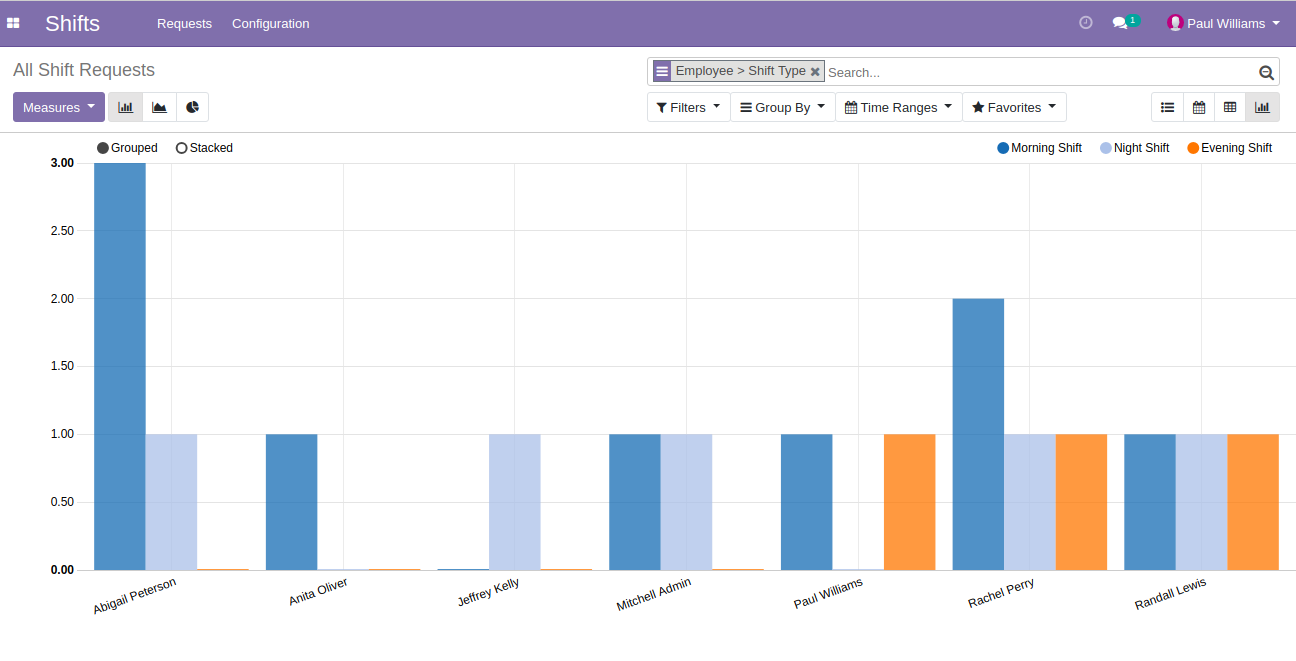 Shifts Requests Configuration 1 Paul Williams
All Shift Requests Employee > Shift Type Search...
Measures Filters Group By Time Ranges Favorites
Grouped Stacked Morning Shift Night Shift Evening Shift
3.00
2.50
2.00
1.50
1.00
0.50
0.00
Abigail Peterson Anita Oliver Jeffrey Kelly Mitchell Admin Paul Williams Rachel Perry Randall Lewis